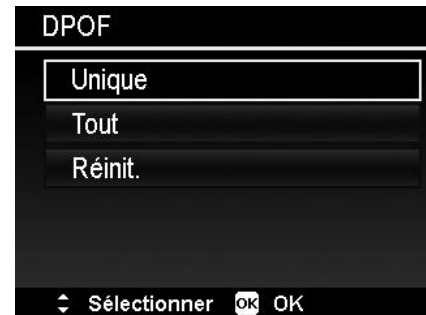 DPOF
Unique
Tout
Réinit.
Sélectionner OK OK